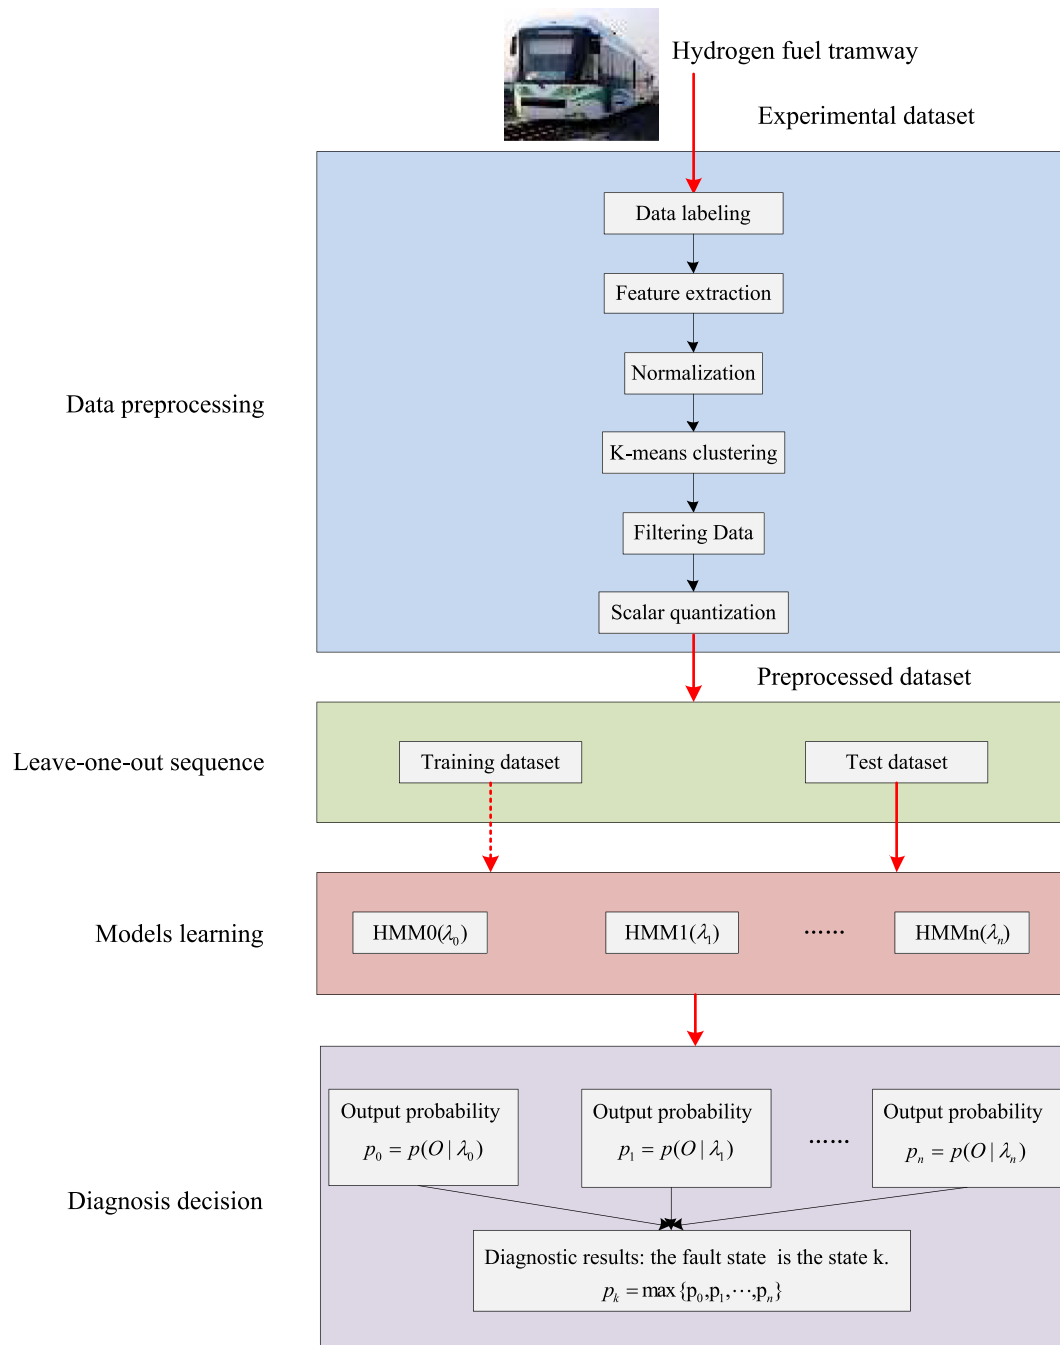 Hydrogen fuel tramway
Experimental dataset
Data labeling
Feature extraction
Normalization
Data preprocessing
K-means clustering
Filtering Data
Scalar quantization
Preprocessed dataset
Leave-one-out sequence
Training dataset
Test dataset
Models learning
HMM0(λ₀)
HMM1(λ₁)
......
HMMn(λₙ)
Output probability
p₀ = p(O | λ₀)
Output probability
p₁ = p(O | λ₁)
......
Output probability
pₙ = p(O | λₙ)
Diagnosis decision
Diagnostic results: the fault state is the state k.
pₖ = max{p₀,p₁,⋯,pₙ}